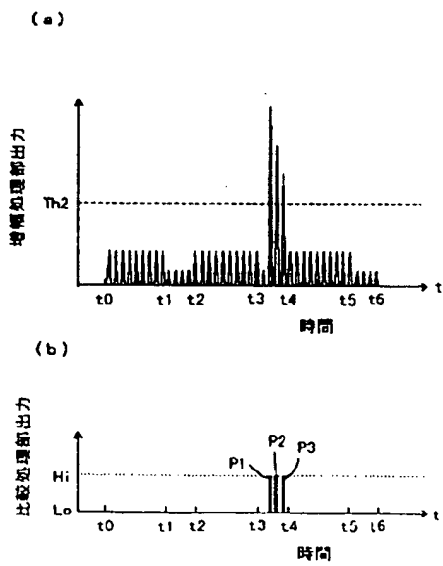 (a)
増幅処理部出力
Th2
t0 t1 t2 t3 t4 t5 t6 t
時間
(b)
比較処理部出力
P1 P2 P3
Hi
Lo
t0 t1 t2 t3 t4 t5 t6 t
時間